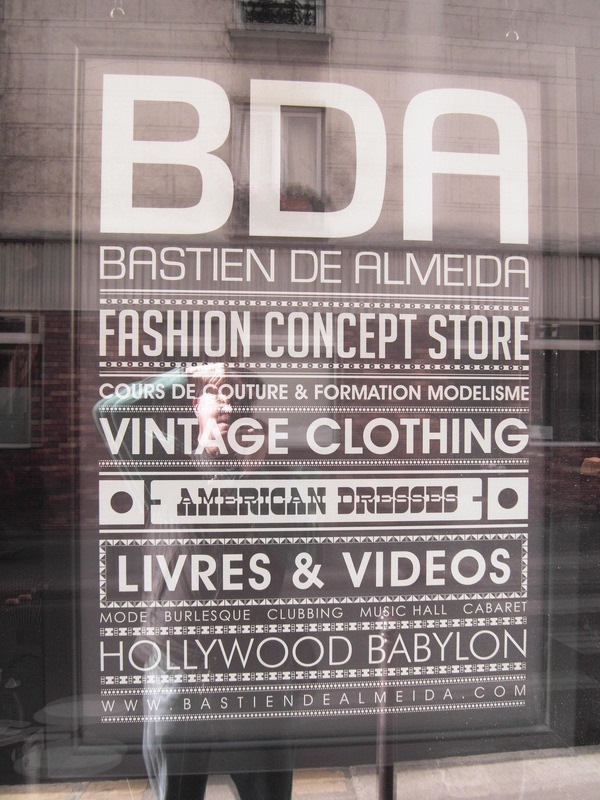 BDA
BASTIEN DE ALMEIDA
FASHION CONCEPT STORE
COURS DE COUTURE & FORMATION MODELISME
VINTAGE CLOTHING
AMERICAN DRESSES
LIVRES & VIDEOS
MODE BURLESQUE CLUBBING MUSIC HALL CABARET
HOLLYWOOD BABYLON
WWW.BASTIENDEALMEIDA.COM